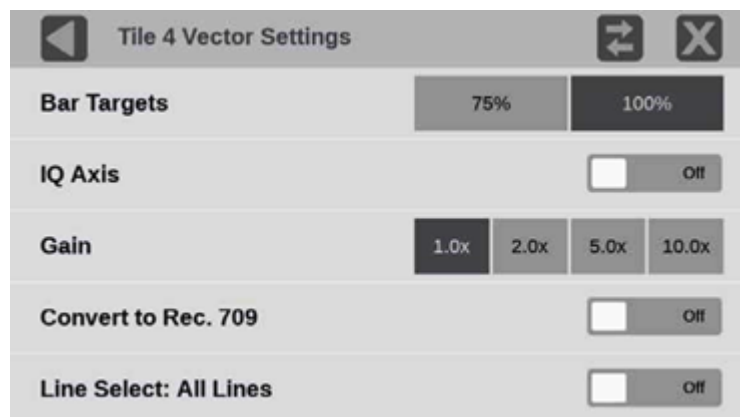 Tile 4 Vector Settings
Bar Targets 75% 100%
IQ Axis Off
Gain 1.0x 2.0x 5.0x 10.0x
Convert to Rec. 709 Off
Line Select: All Lines Off